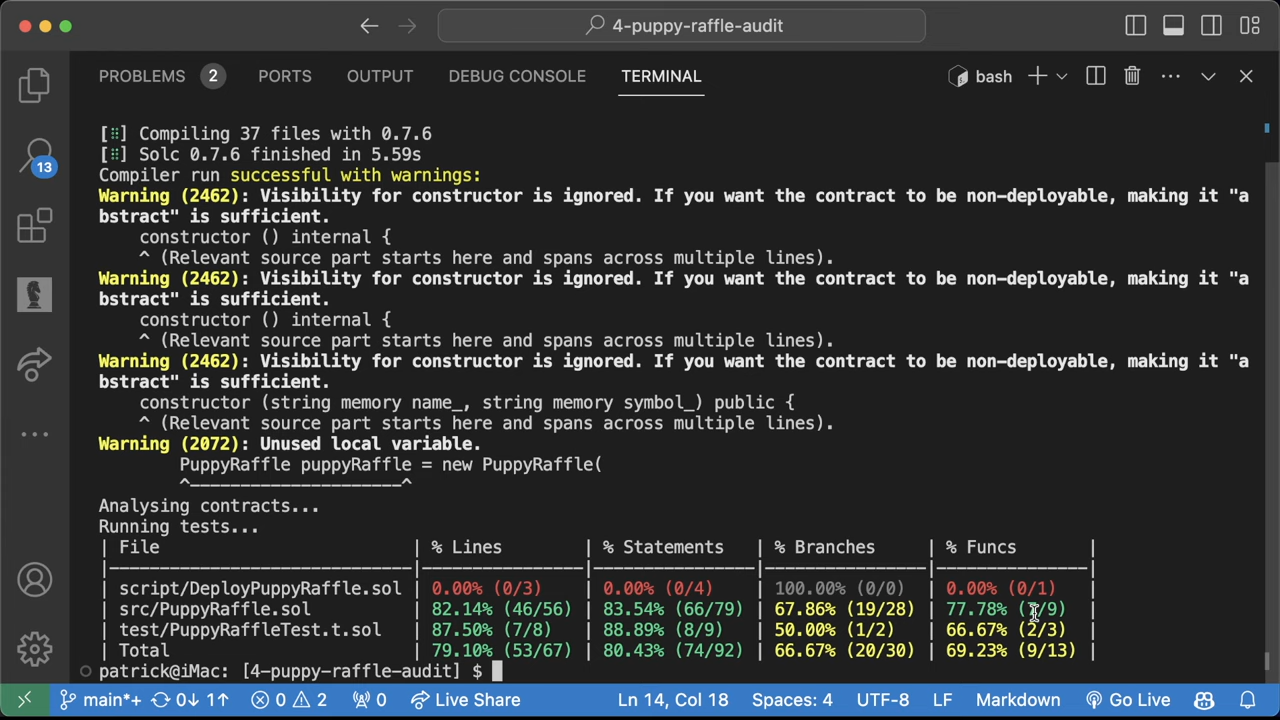 4-puppy-raffle-audit
PROBLEMS 2 PORTS OUTPUT DEBUG CONSOLE TERMINAL bash
[⠿] Compiling 37 files with 0.7.6
[⠿] Solc 0.7.6 finished in 5.59s
Compiler run successful with warnings:
Warning (2462): Visibility for constructor is ignored. If you want the contract to be non-deployable, making it "a
bstract" is sufficient.
constructor () internal {
^ (Relevant source part starts here and spans across multiple lines).
Warning (2462): Visibility for constructor is ignored. If you want the contract to be non-deployable, making it "a
bstract" is sufficient.
constructor () internal {
^ (Relevant source part starts here and spans across multiple lines).
Warning (2462): Visibility for constructor is ignored. If you want the contract to be non-deployable, making it "a
bstract" is sufficient.
constructor (string memory name_, string memory symbol_) public {
^ (Relevant source part starts here and spans across multiple lines).
Warning (2072): Unused local variable.
PuppyRaffle puppyRaffle = new PuppyRaffle(
^---------------------^
Analysing contracts...
Running tests...
| File | % Lines | % Statements | % Branches | % Funcs |
| script/DeployPuppyRaffle.sol | 0.00% (0/3) | 0.00% (0/4) | 100.00% (0/0) | 0.00% (0/1) |
| src/PuppyRaffle.sol | 82.14% (46/56) | 83.54% (66/79) | 67.86% (19/28) | 77.78% (7/9) |
| test/PuppyRaffleTest.t.sol | 87.50% (7/8) | 88.89% (8/9) | 50.00% (1/2) | 66.67% (2/3) |
| Total | 79.10% (53/67) | 80.43% (74/92) | 66.67% (20/30) | 69.23% (9/13) |
patrick@iMac: [4-puppy-raffle-audit] $
13
main*+ 0↓ 1↑ 0 2 0 Live Share Ln 14, Col 18 Spaces: 4 UTF-8 LF Markdown Go Live